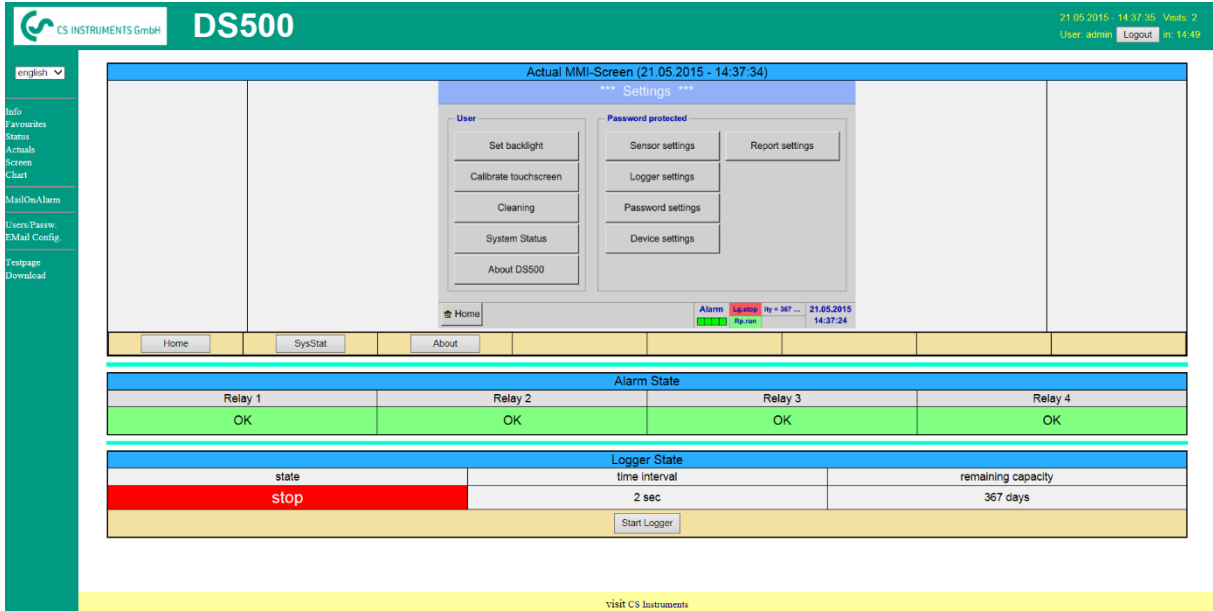 CS INSTRUMENTS GmbH
DS500
21.05.2015 - 14:37:35 Visits: 2
User: admin Logout in: 14:49
english
Info
Favourites
Status
Actuals
Screen
Chart
MailOnAlarm
Users/Passw.
EMail Config.
Testpage
Download
Actual MMI-Screen (21.05.2015 - 14:37:34)
*** Settings ***
User
Password protected
Set backlight
Sensor settings
Report settings
Calibrate touchscreen
Logger settings
Cleaning
Password settings
System Status
Device settings
About DS500
Home
Alarm Lg.stop ity = 367 ... 21.05.2015
Rp.run 14:37:24
Home SysStat About
Alarm State
Relay 1 Relay 2 Relay 3 Relay 4
OK OK OK OK
Logger State
state time interval remaining capacity
stop 2 sec 367 days
Start Logger
visit CS Instruments